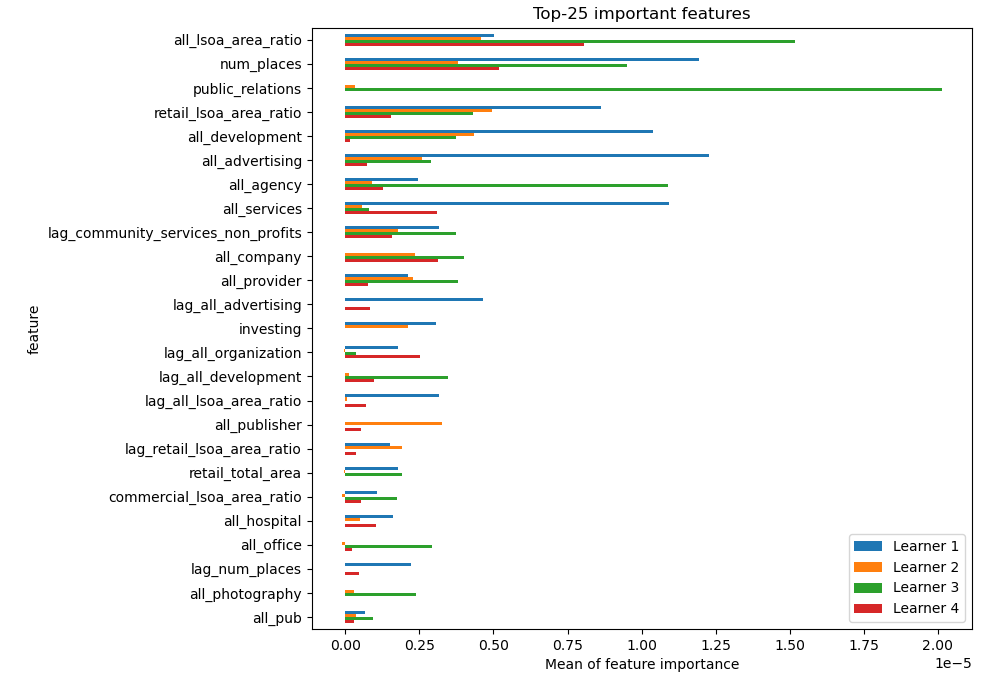 Top-25 important features
all_lsoa_area_ratio
num_places
public_relations
retail_lsoa_area_ratio
all_development
all_advertising
all_agency
all_services
lag_community_services_non_profits
all_company
all_provider
lag_all_advertising
investing
lag_all_organization
lag_all_development
lag_all_lsoa_area_ratio
all_publisher
lag_retail_lsoa_area_ratio
retail_total_area
commercial_lsoa_area_ratio
all_hospital
all_office
lag_num_places
all_photography
all_pub
feature
Learner 1
Learner 2
Learner 3
Learner 4
0.00 0.25 0.50 0.75 1.00 1.25 1.50 1.75 2.00
1e−5
Mean of feature importance